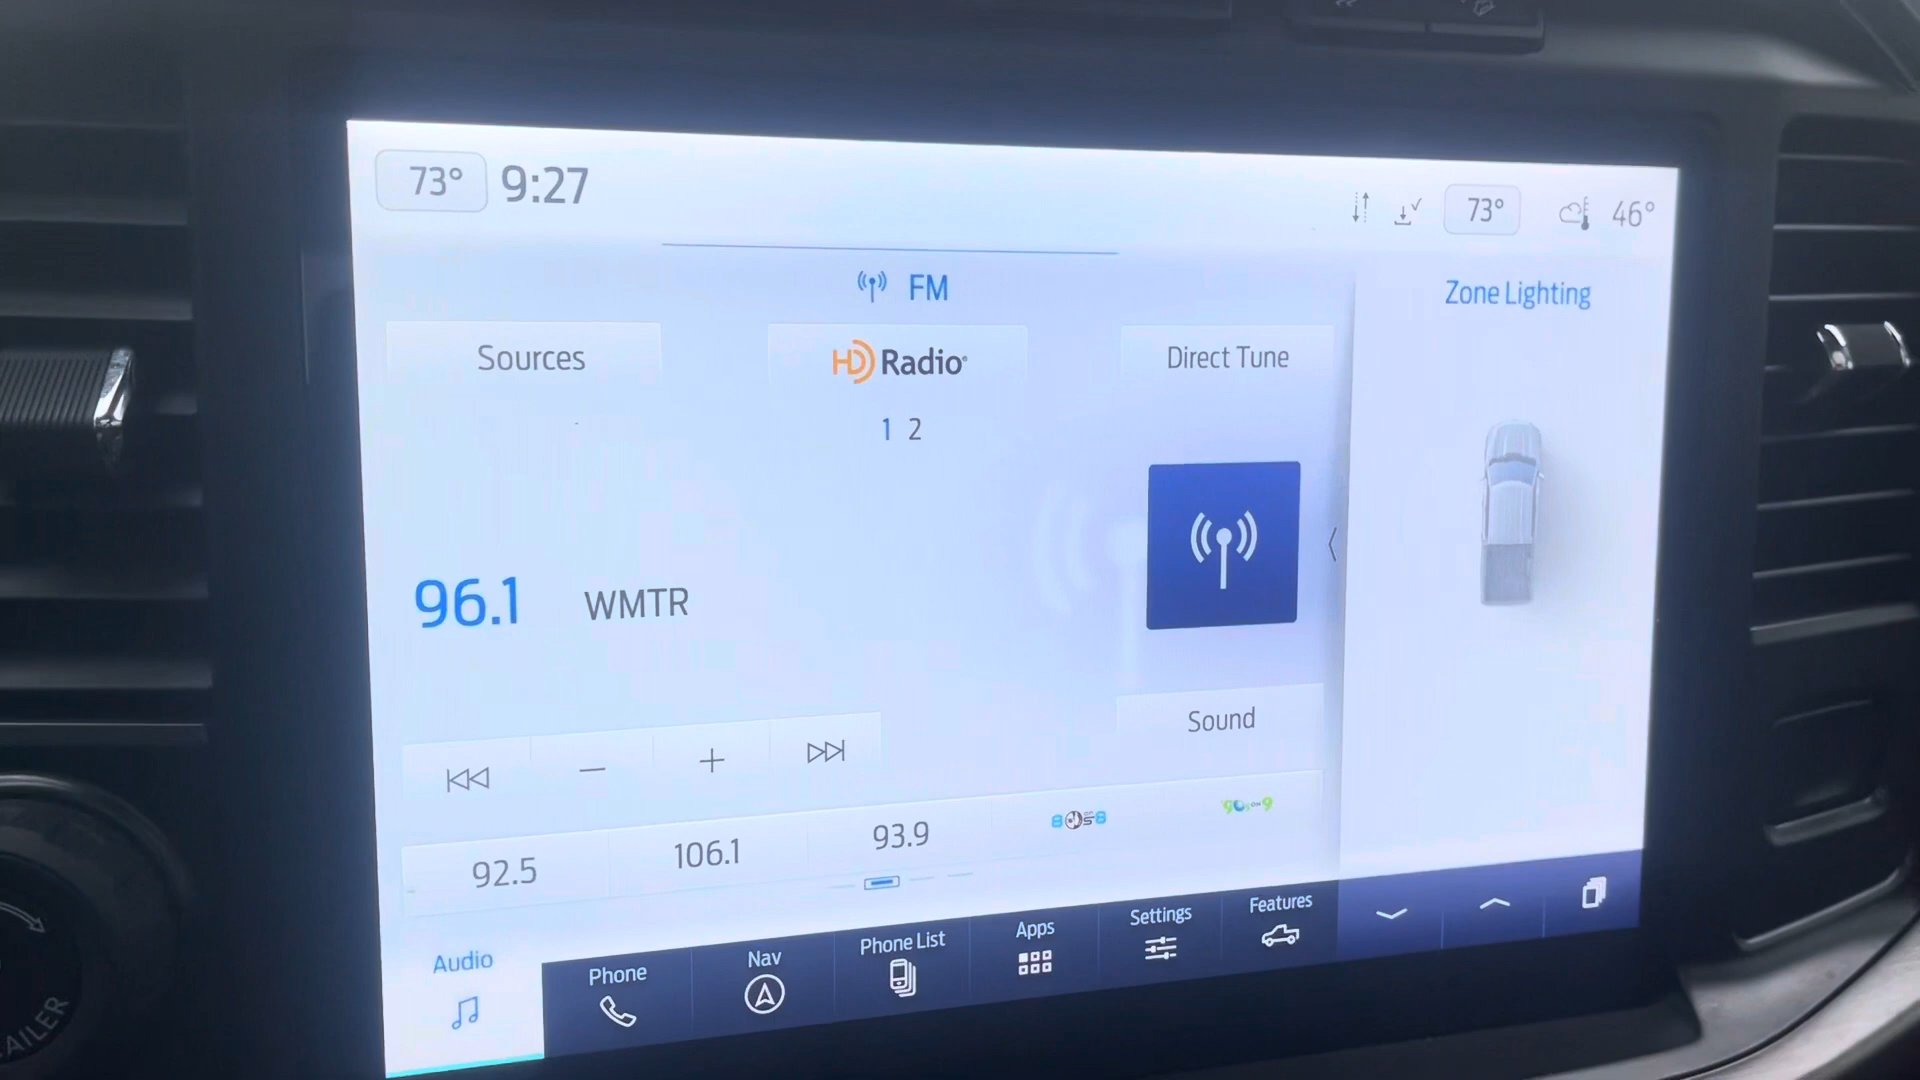 73° 9:27
73° 46°
FM
Zone Lighting
Sources
HD Radio
Direct Tune
1 2
96.1 WMTR
Sound
92.5
106.1
93.9
Audio
Phone
Nav
Phone List
Apps
Settings
Features